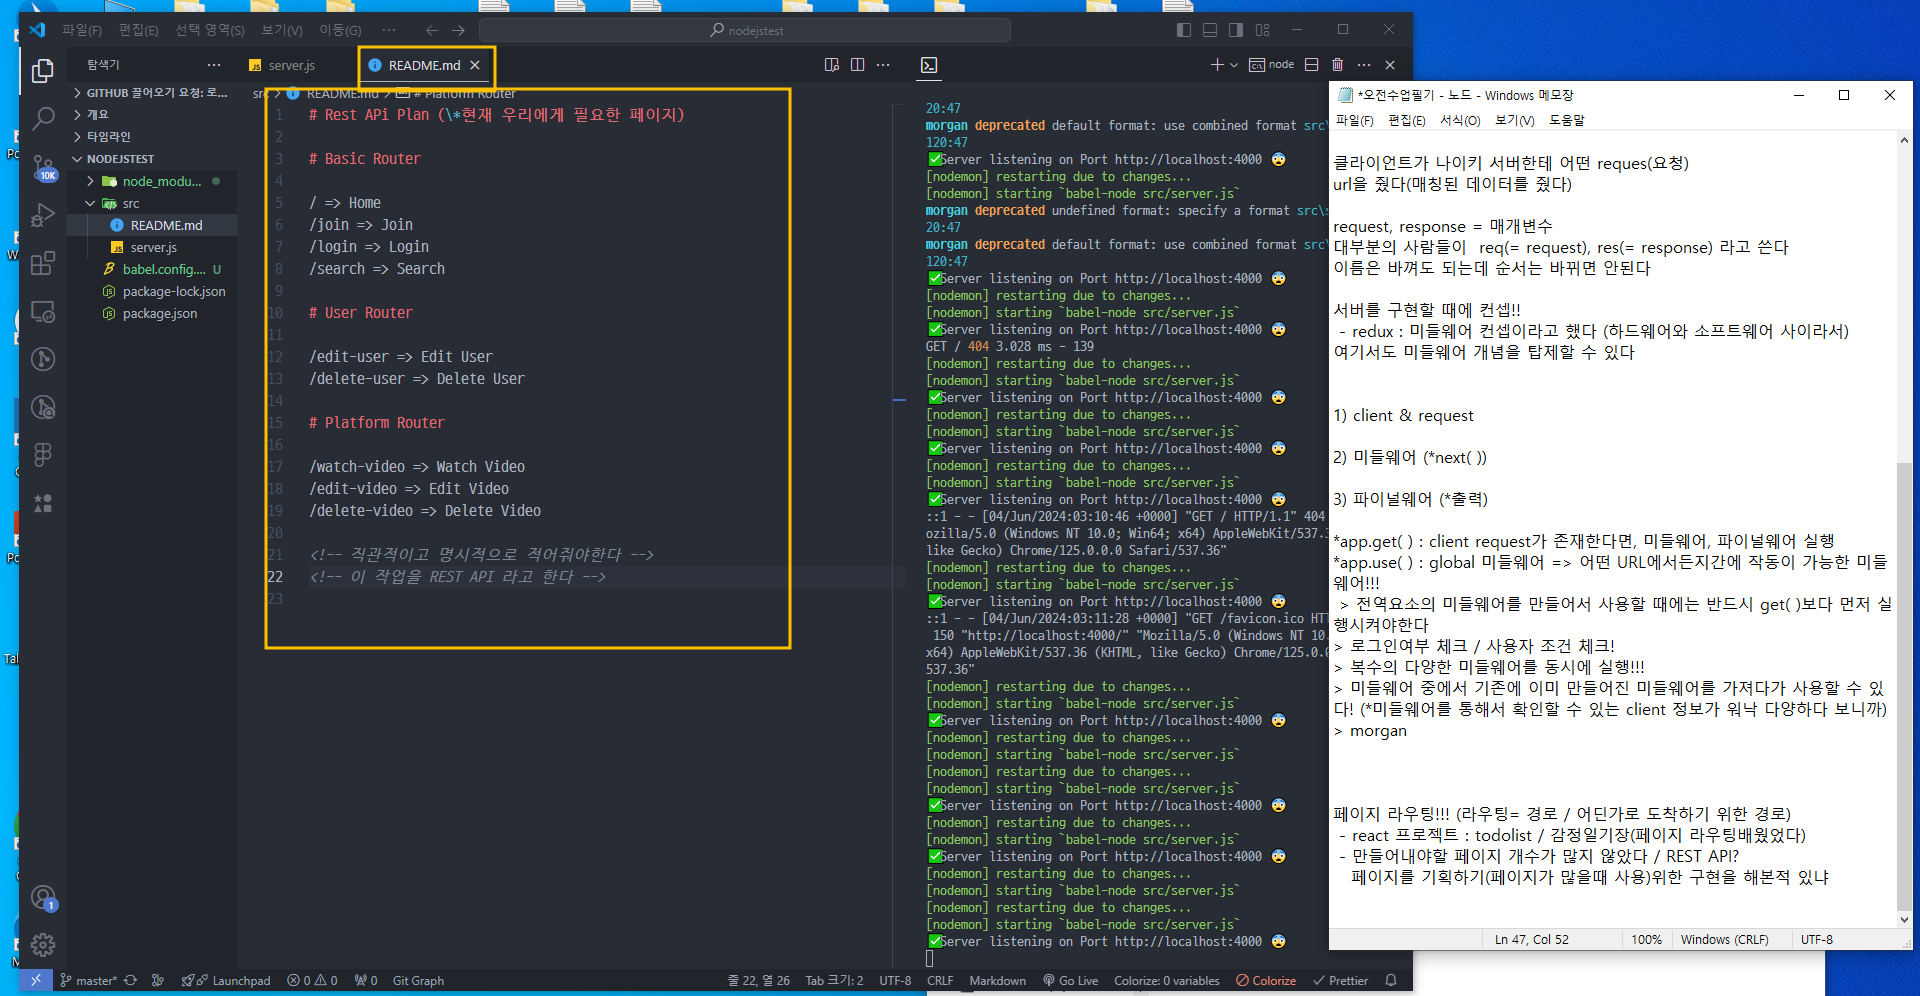 파일(F) 편집(E) 선택 영역(S) 보기(V) 이동(G) ··· nodejstest
탐색기 ···
GITHUB 끌어오기 요청: 로...
개요
타임라인
NODEJSTEST
node_modu...
src
README.md
server.js
babel.config.... U
package-lock.json
package.json
10K
1
server.js README.md
src > README.md > # Platform Router
1 # Rest APi Plan (\*현재 우리에게 필요한 페이지)
2
3 # Basic Router
4
5 / => Home
6 /join => Join
7 /login => Login
8 /search => Search
9
10 # User Router
11
12 /edit-user => Edit User
13 /delete-user => Delete User
14
15 # Platform Router
16
17 /watch-video => Watch Video
18 /edit-video => Edit Video
19 /delete-video => Delete Video
20
21 <!-- 직관적이고 명시적으로 적어줘야한다 -->
22 <!-- 이 작업을 REST API 라고 한다 -->
23
node
20:47
morgan deprecated default format: use combined format src\
120:47
✅Server listening on Port http://localhost:4000 😨
[nodemon] restarting due to changes...
[nodemon] starting `babel-node src/server.js`
morgan deprecated undefined format: specify a format src\s
20:47
morgan deprecated default format: use combined format src\
120:47
✅Server listening on Port http://localhost:4000 😨
[nodemon] restarting due to changes...
[nodemon] starting `babel-node src/server.js`
✅Server listening on Port http://localhost:4000 😨
GET / 404 3.028 ms - 139
[nodemon] restarting due to changes...
[nodemon] starting `babel-node src/server.js`
✅Server listening on Port http://localhost:4000 😨
[nodemon] restarting due to changes...
[nodemon] starting `babel-node src/server.js`
✅Server listening on Port http://localhost:4000 😨
[nodemon] restarting due to changes...
[nodemon] starting `babel-node src/server.js`
✅Server listening on Port http://localhost:4000 😨
::1 - - [04/Jun/2024:03:10:46 +0000] "GET / HTTP/1.1" 404
ozilla/5.0 (Windows NT 10.0; Win64; x64) AppleWebKit/537.3
like Gecko) Chrome/125.0.0.0 Safari/537.36"
[nodemon] restarting due to changes...
[nodemon] starting `babel-node src/server.js`
✅Server listening on Port http://localhost:4000 😨
::1 - - [04/Jun/2024:03:11:28 +0000] "GET /favicon.ico HT
150 "http://localhost:4000/" "Mozilla/5.0 (Windows NT 10.
x64) AppleWebKit/537.36 (KHTML, like Gecko) Chrome/125.0.0
537.36"
[nodemon] restarting due to changes...
[nodemon] starting `babel-node src/server.js`
✅Server listening on Port http://localhost:4000 😨
[nodemon] restarting due to changes...
[nodemon] starting `babel-node src/server.js`
[nodemon] restarting due to changes...
[nodemon] starting `babel-node src/server.js`
✅Server listening on Port http://localhost:4000 😨
[nodemon] restarting due to changes...
[nodemon] starting `babel-node src/server.js`
✅Server listening on Port http://localhost:4000 😨
[nodemon] restarting due to changes...
[nodemon] starting `babel-node src/server.js`
[nodemon] restarting due to changes...
[nodemon] starting `babel-node src/server.js`
✅Server listening on Port http://localhost:4000 😨
master* Launchpad 0 0 0 Git Graph 줄 22, 열 26 Tab 크기: 2 UTF-8 CRLF Markdown Go Live Colorize: 0 variables Colorize Prettier
*오전수업필기 - 노드 - Windows 메모장
파일(F) 편집(E) 서식(O) 보기(V) 도움말
클라이언트가 나이키 서버한테 어떤 reques(요청)
url을 줬다(매칭된 데이터를 줬다)
request, response = 매개변수
대부분의 사람들이 req(= request), res(= response) 라고 쓴다
이름은 바껴도 되는데 순서는 바뀌면 안된다
서버를 구현할 때에 컨셉!!
- redux : 미들웨어 컨셉이라고 했다 (하드웨어와 소프트웨어 사이라서)
여기서도 미들웨어 개념을 탑제할 수 있다
1) client & request
2) 미들웨어 (*next( ))
3) 파이널웨어 (*출력)
*app.get( ) : client request가 존재한다면, 미들웨어, 파이널웨어 실행
*app.use( ) : global 미들웨어 => 어떤 URL에서든지간에 작동이 가능한 미들
웨어!!!
> 전역요소의 미들웨어를 만들어서 사용할 때에는 반드시 get( )보다 먼저 실
행시켜야한다
> 로그인여부 체크 / 사용자 조건 체크!
> 복수의 다양한 미들웨어를 동시에 실행!!!
> 미들웨어 중에서 기존에 이미 만들어진 미들웨어를 가져다가 사용할 수 있
다! (*미들웨어를 통해서 확인할 수 있는 client 정보가 워낙 다양하다 보니까)
> morgan
페이지 라우팅!!! (라우팅= 경로 / 어딘가로 도착하기 위한 경로)
- react 프로젝트 : todolist / 감정일기장(페이지 라우팅배웠었다)
- 만들어내야할 페이지 개수가 많지 않았다 / REST API?
페이지를 기획하기(페이지가 많을때 사용)위한 구현을 해본적 있냐
Ln 47, Col 52 100% Windows (CRLF) UTF-8